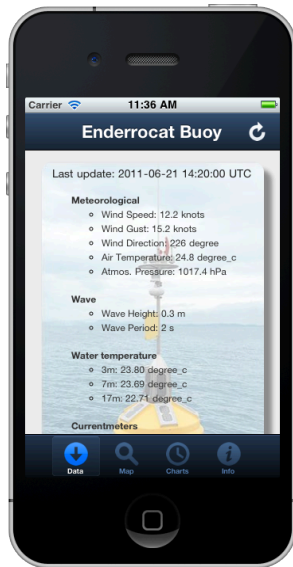 Carrier 11:36 AM
Enderrocat Buoy
Last update: 2011-06-21 14:20:00 UTC
Meteorological
Wind Speed: 12.2 knots
Wind Gust: 15.2 knots
Wind Direction: 226 degree
Air Temperature: 24.8 degree_c
Atmos. Pressure: 1017.4 hPa
Wave
Wave Height: 0.3 m
Wave Period: 2 s
Water temperature
3m: 23.80 degree_c
7m: 23.69 degree_c
17m: 22.71 degree_c
Currentmeters
Data Map Charts Info